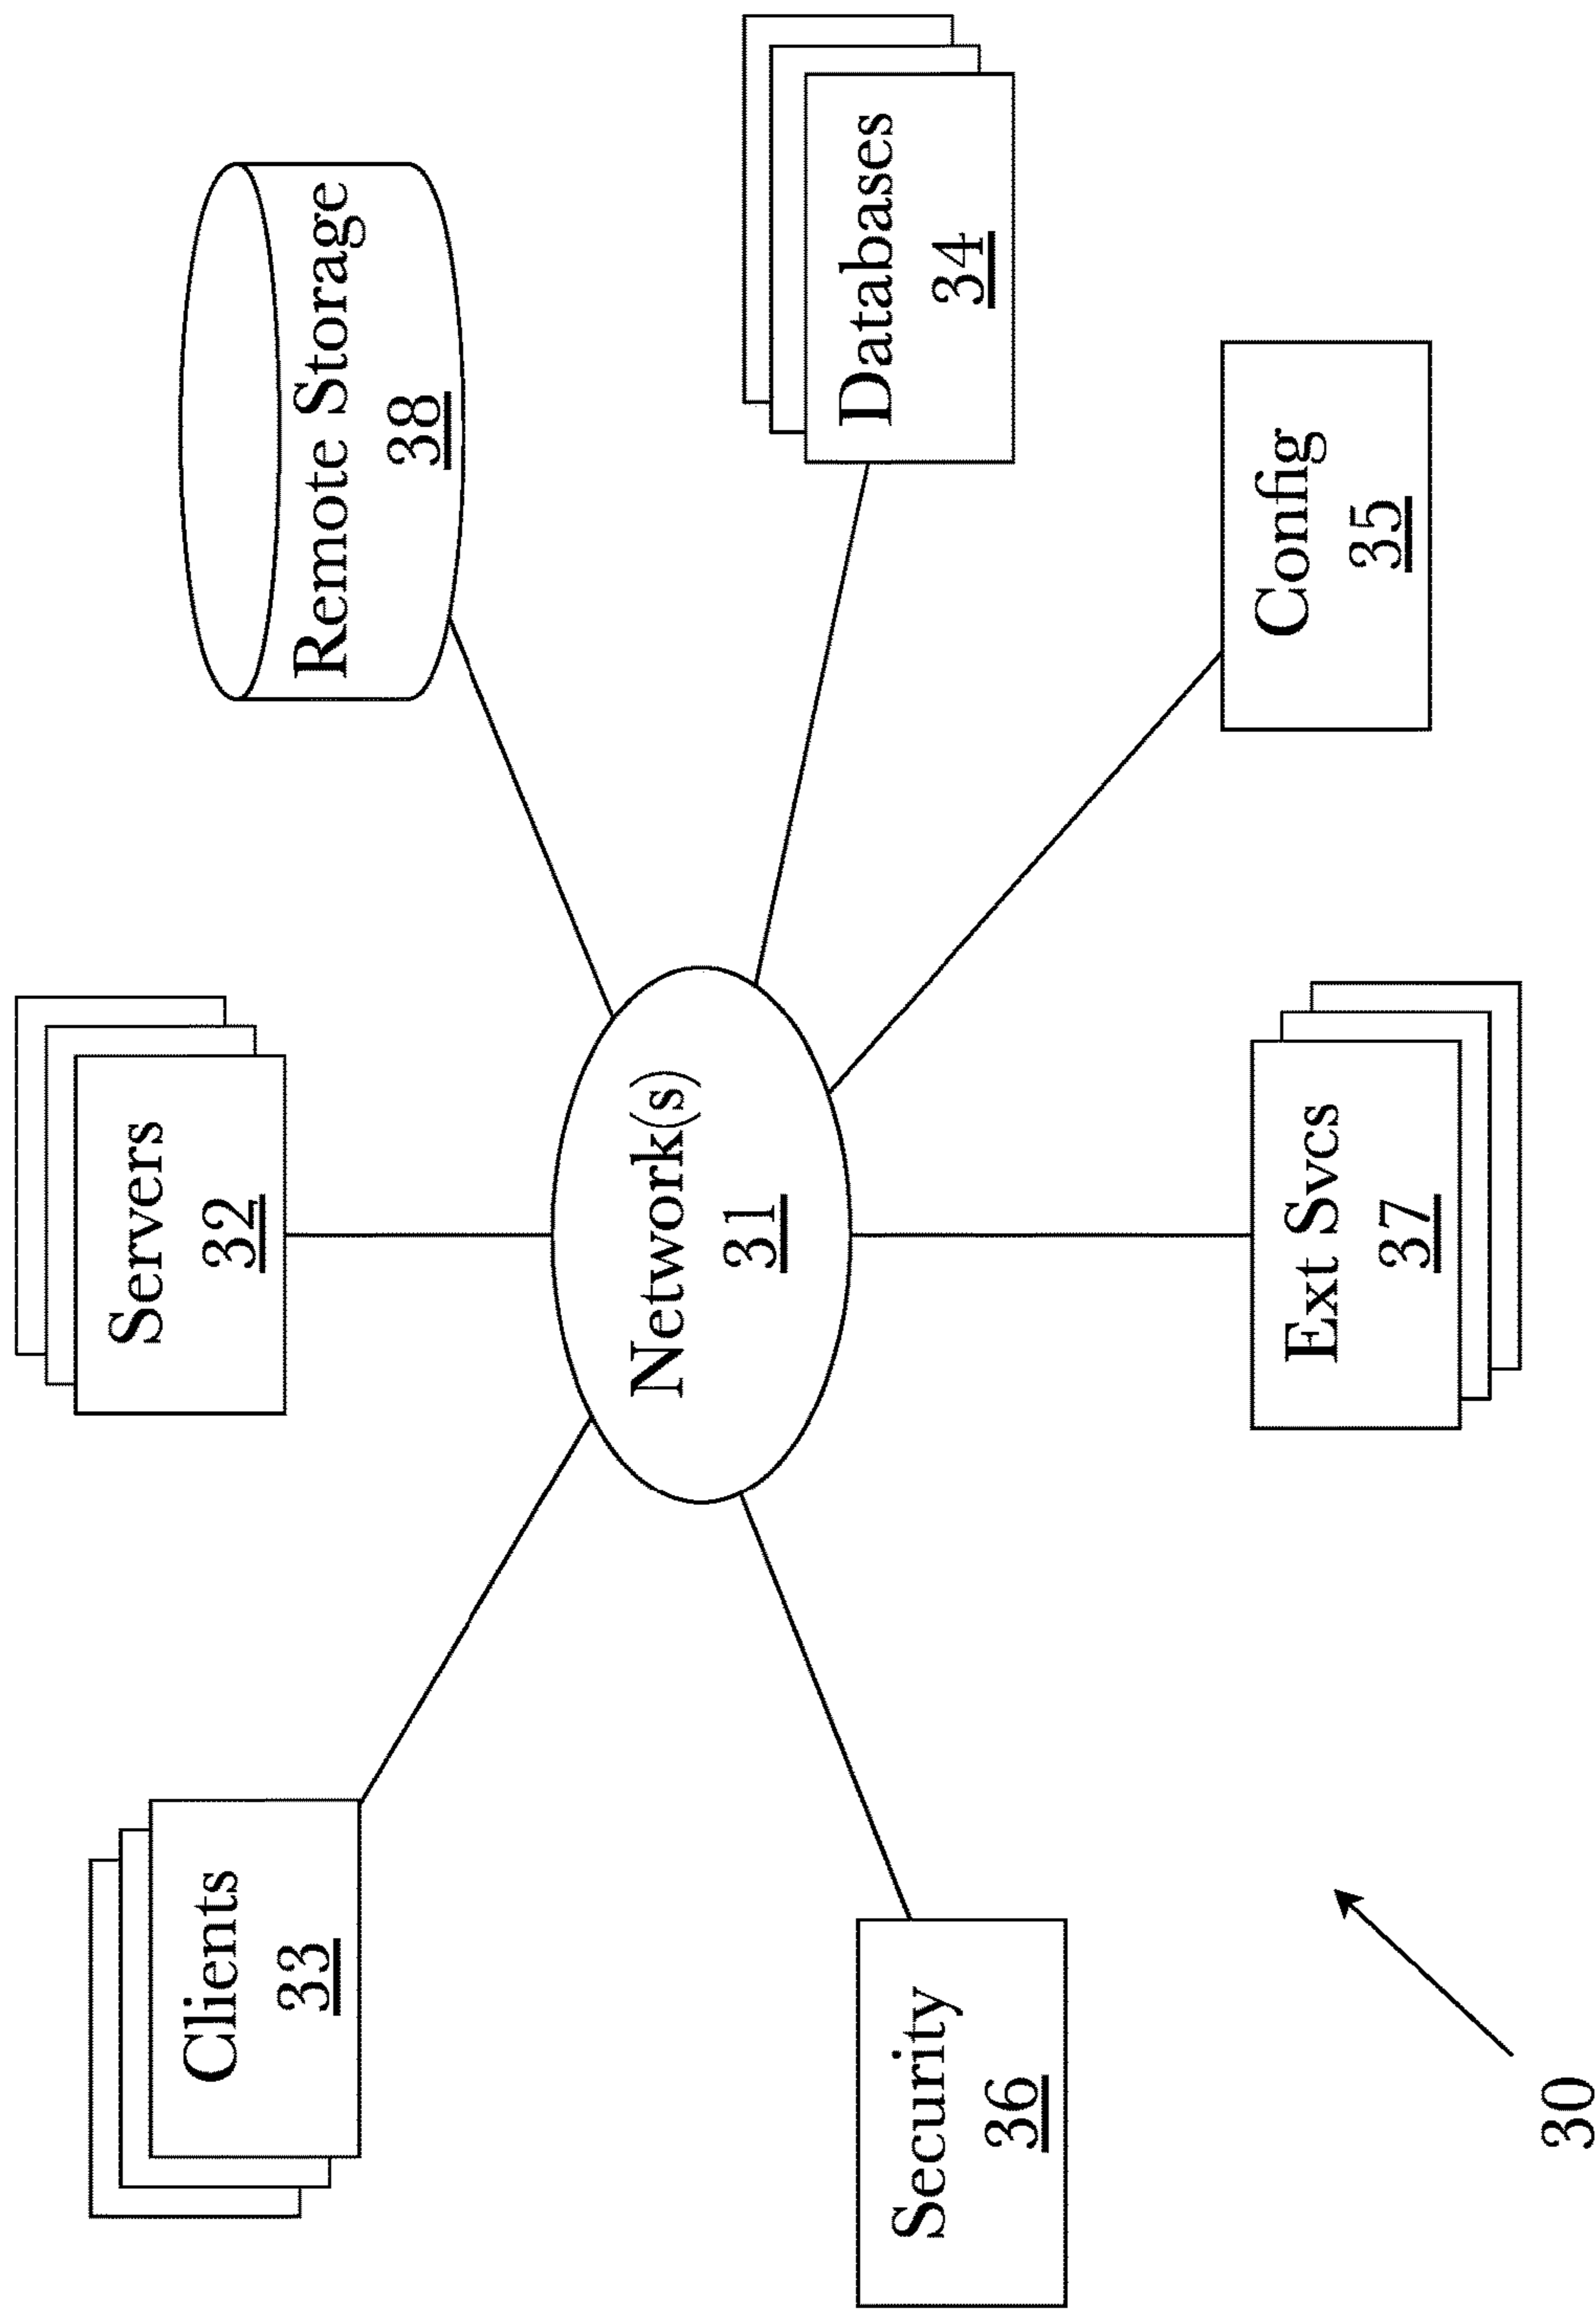 Servers
32
Remote Storage
38
Clients
33
Network(s)
31
Databases
34
Security
36
Ext Svcs
37
Config
35
30